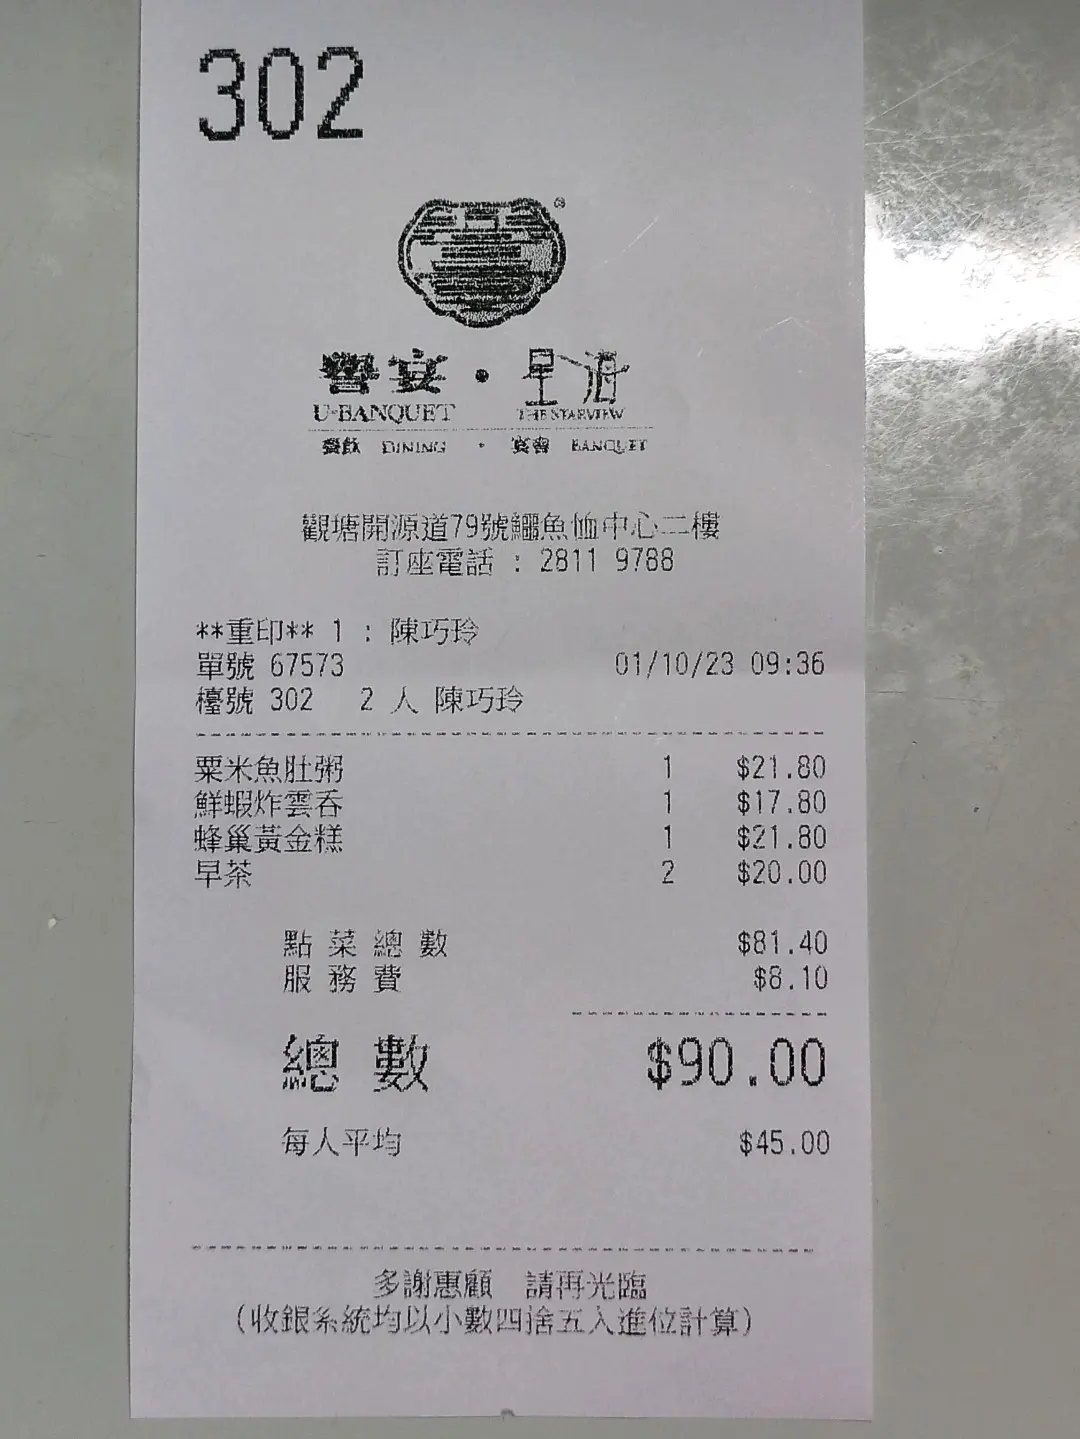 302
®
譽宴・星海
U-BANQUET THE STARVIEW
餐飲 DINING ・ 宴會 BANQUET
觀塘開源道79號鱷魚恤中心二樓
訂座電話 : 2811 9788
**重印** 1 : 陳巧玲
單號 67573 01/10/23 09:36
檯號 302 2 人 陳巧玲
粟米魚肚粥 1 $21.80
鮮蝦炸雲吞 1 $17.80
蜂巢黃金糕 1 $21.80
早茶 2 $20.00
點 菜 總 數 $81.40
服 務 費 $8.10
總 數 $90.00
每人平均 $45.00
多謝惠顧 請再光臨
(收銀系統均以小數四捨五入進位計算)